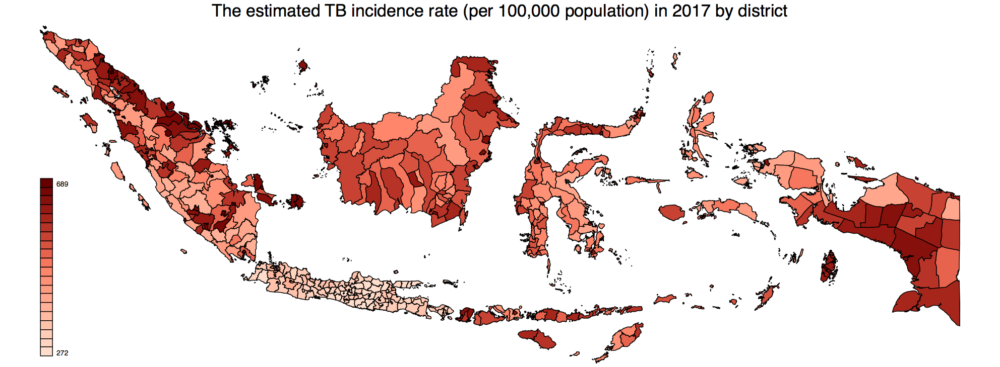 The estimated TB incidence rate (per 100,000 population) in 2017 by district
689
272